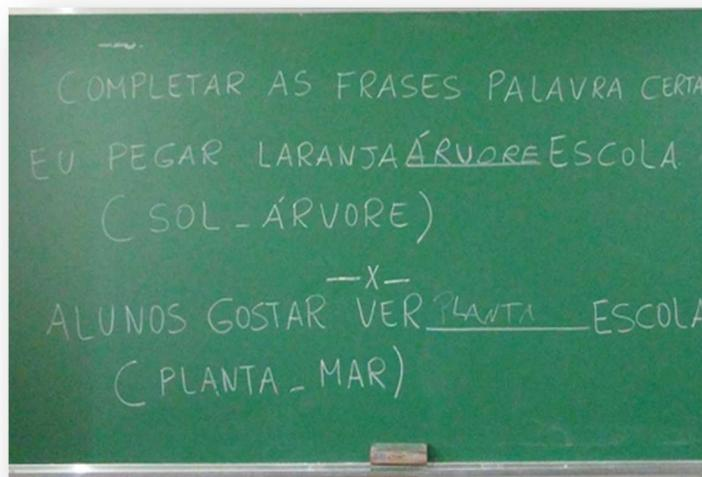 COMPLETAR AS FRASES PALAVRA CERTA
EU PEGAR LARANJA ÁRVORE ESCOLA
(SOL - ÁRVORE)
—X—
ALUNOS GOSTAR VER PLANTA ESCOLA
(PLANTA - MAR)